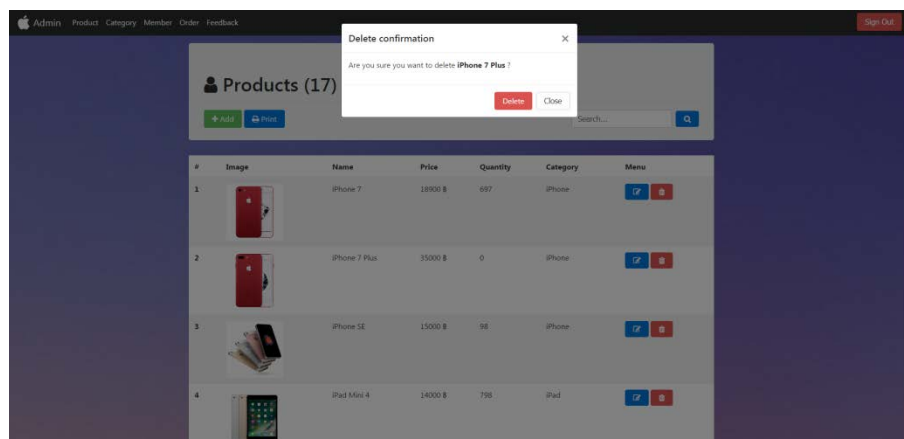 Admin Product Category Member Order Feedback Sign Out
Delete confirmation ×
Are you sure you want to delete iPhone 7 Plus ?
Delete Close
Products (17)
+ Add Print Search...
# Image Name Price Quantity Category Menu
1 iPhone 7 18900 ฿ 697 iPhone
2 iPhone 7 Plus 35000 ฿ 0 iPhone
3 iPhone SE 15000 ฿ 98 iPhone
4 iPad Mini 4 14000 ฿ 798 iPad